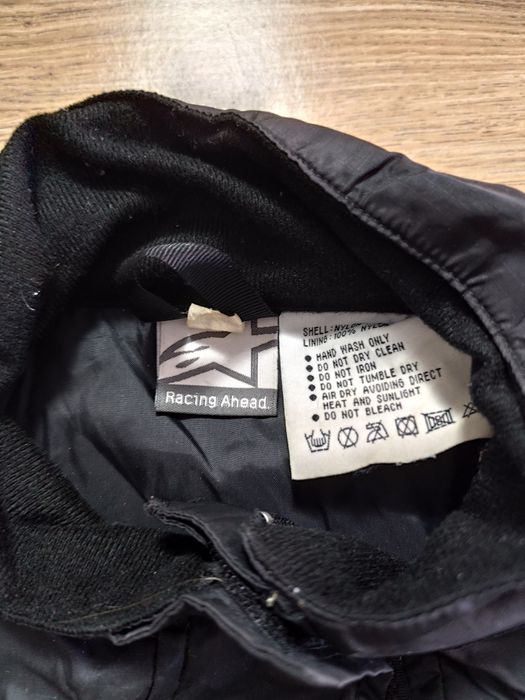 Racing Ahead.
SHELL: NYLON
LINING: 100% NYLON
● HAND WASH ONLY
● DO NOT DRY CLEAN
● DO NOT IRON
● DO NOT TUMBLE DRY
● AIR DRY AVOIDING DIRECT
HEAT AND SUNLIGHT
● DO NOT BLEACH